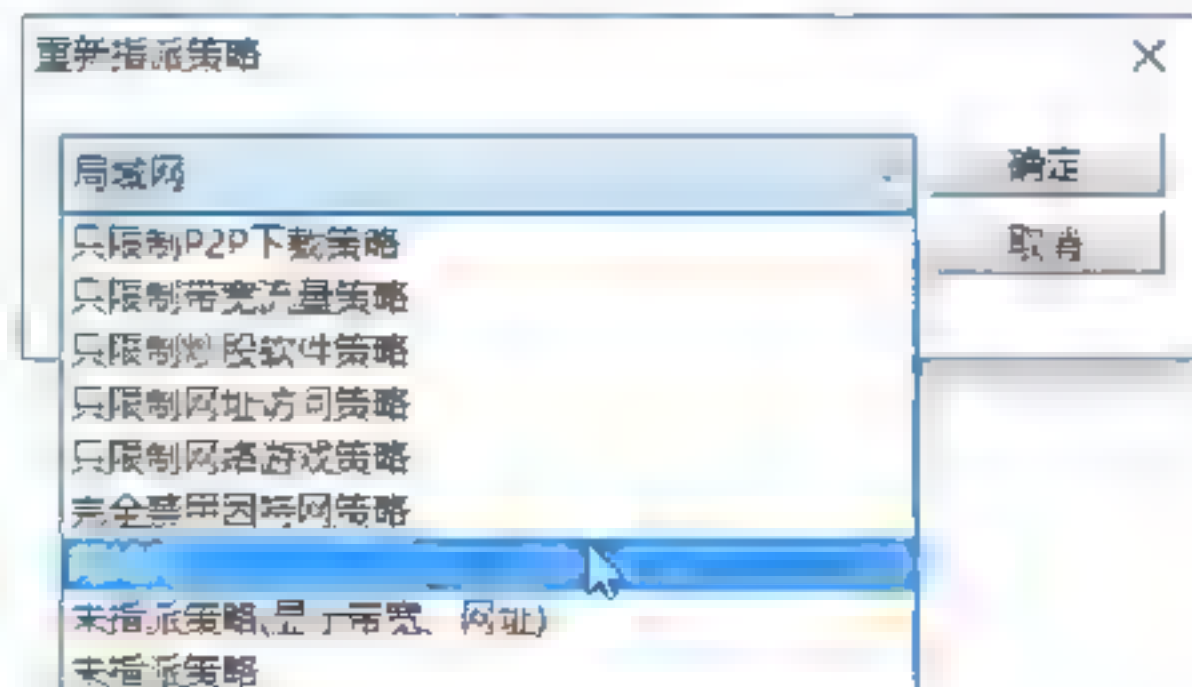 重新指派策略
局域网
确定
取消
只限制P2P下载策略
只限制带宽流量策略
只限制炒股软件策略
只限制网址访问策略
只限制网络游戏策略
完全禁用因特网策略
未指派策略(显示带宽、网址)
未指派策略